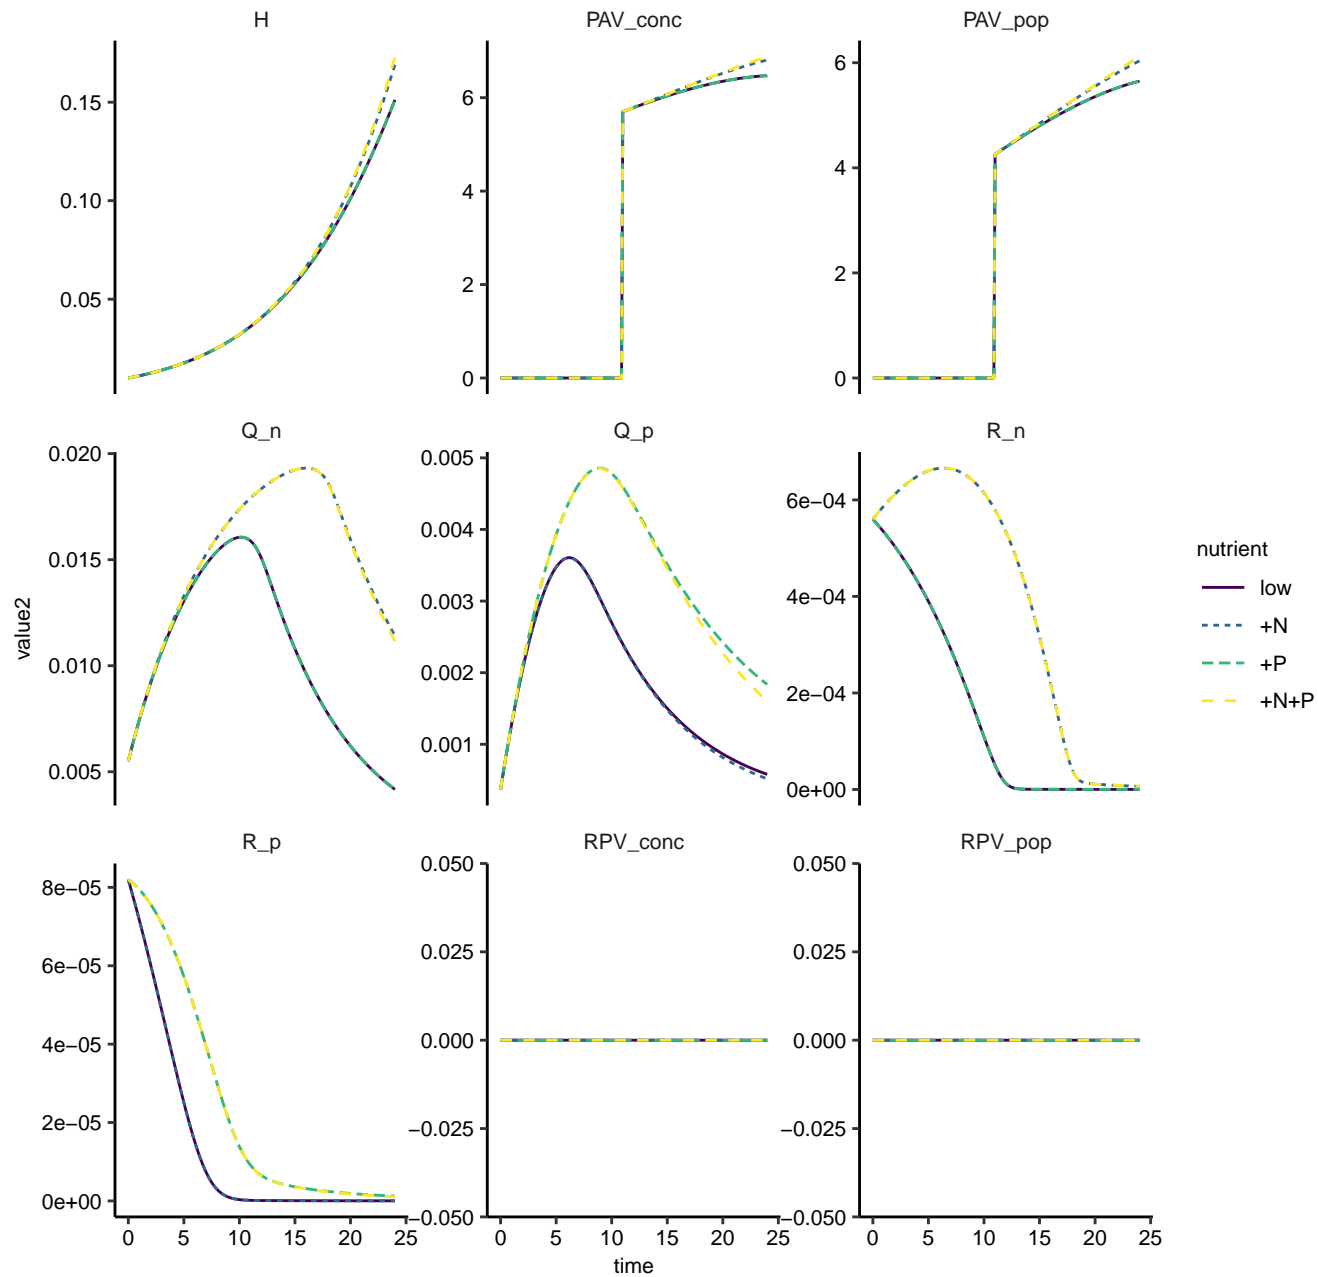 H
PAV_conc
PAV_pop
0.15
0.10
0.05
6
4
2
0
6
4
2
0
Q_n
Q_p
R_n
0.020
0.015
0.010
0.005
0.005
0.004
0.003
0.002
0.001
6e−04
4e−04
2e−04
0e+00
value2
nutrient
low
+N
+P
+N+P
R_p
RPV_conc
RPV_pop
8e−05
6e−05
4e−05
2e−05
0e+00
0.050
0.025
0.000
−0.025
−0.050
0.050
0.025
0.000
−0.025
−0.050
0 5 10 15 20 25
0 5 10 15 20 25
0 5 10 15 20 25
time